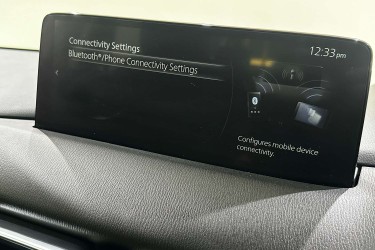 Connectivity Settings
12:33 pm
Bluetooth®/Phone Connectivity Settings
Configures mobile device
connectivity.